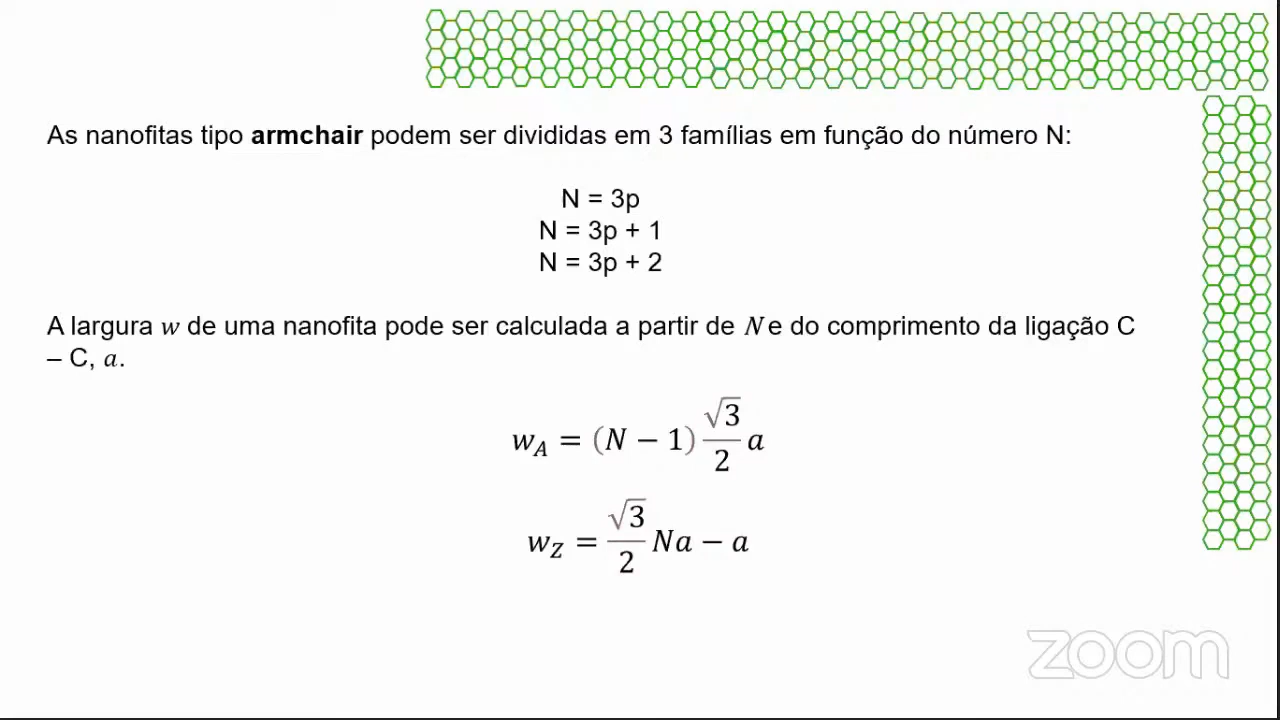 As nanofitas tipo armchair podem ser divididas em 3 famílias em função do número N:
N = 3p
N = 3p + 1
N = 3p + 2
A largura w de uma nanofita pode ser calculada a partir de N e do comprimento da ligação C
– C, a.
w_A = (N − 1) √3/2 a
w_Z = √3/2 Na − a
zoom